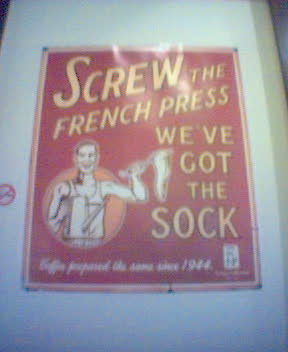 SCREW THE
FRENCH PRESS
WE'VE
GOT
THE
SOCK
Coffee prepared the same since 1944.